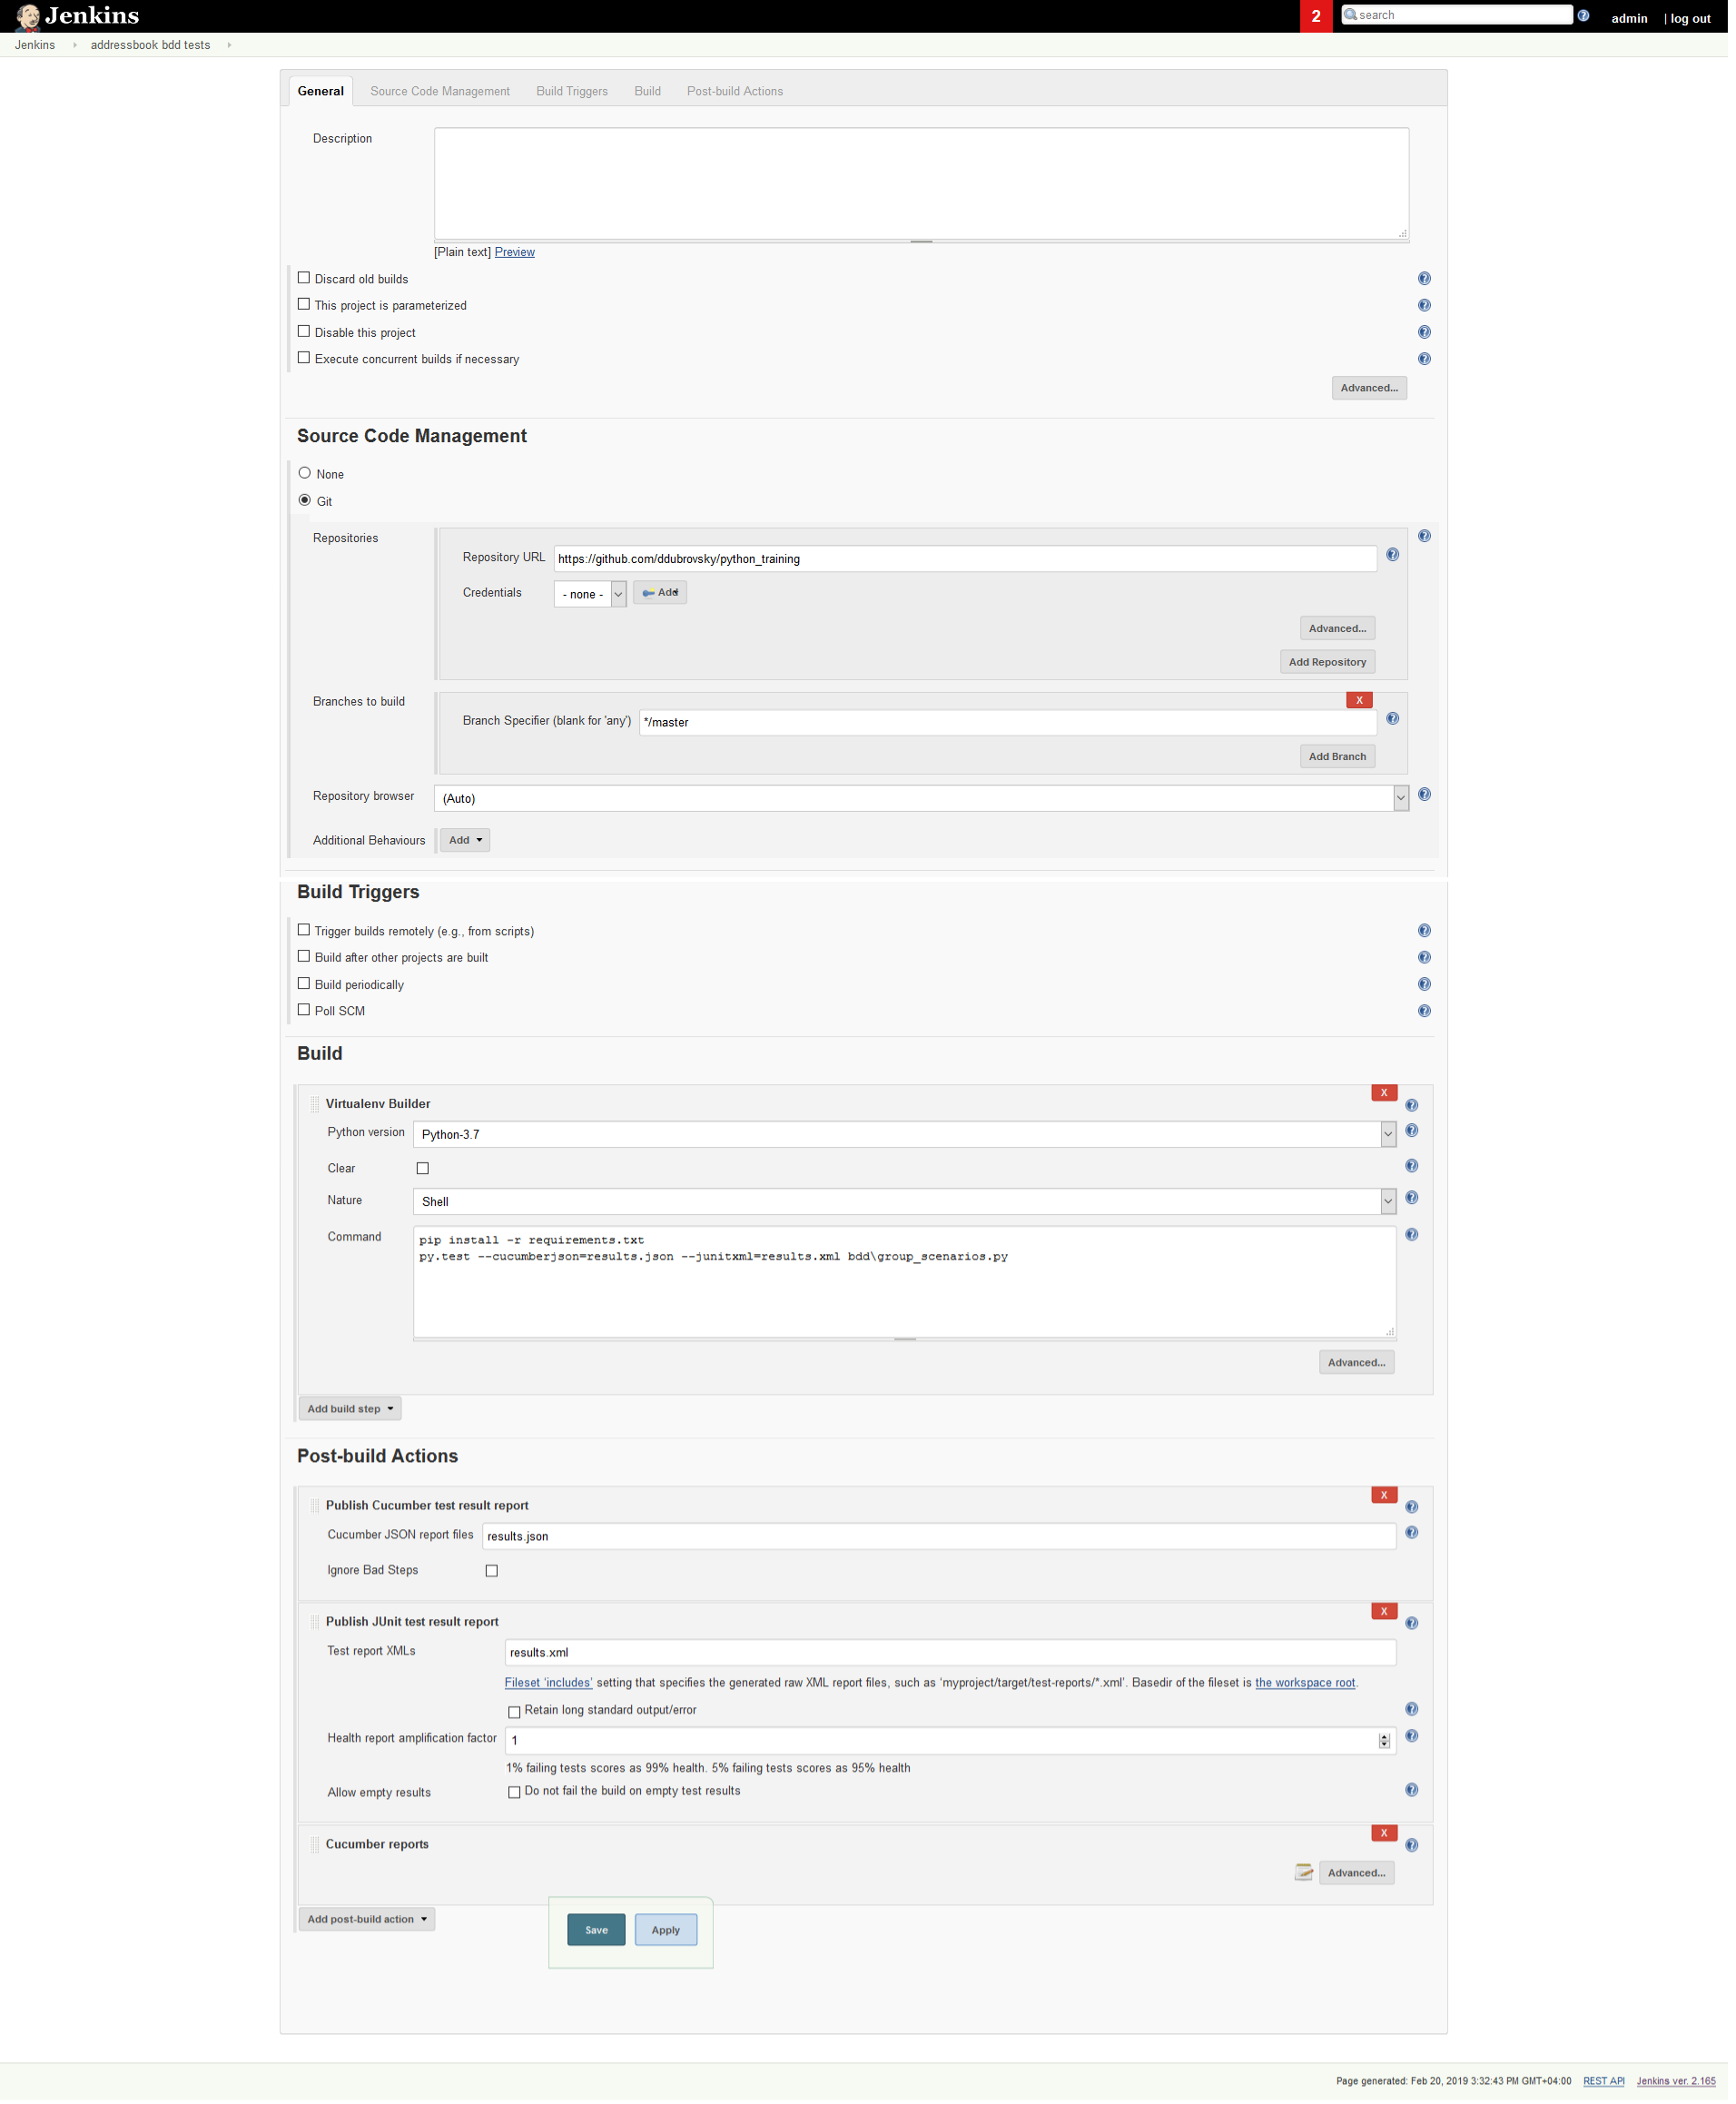 Jenkins
2
search
admin | log out
Jenkins addressbook bdd tests
General Source Code Management Build Triggers Build Post-build Actions
Description
[Plain text] Preview
Discard old builds
This project is parameterized
Disable this project
Execute concurrent builds if necessary
Advanced...
Source Code Management
None
Git
Repositories
Repository URL https://github.com/ddubrovsky/python_training
Credentials - none - Add
Advanced...
Add Repository
Branches to build
X
Branch Specifier (blank for 'any') */master
Add Branch
Repository browser (Auto)
Additional Behaviours Add
Build Triggers
Trigger builds remotely (e.g., from scripts)
Build after other projects are built
Build periodically
Poll SCM
Build
X
Virtualenv Builder
Python version Python-3.7
Clear
Nature Shell
Command
pip install -r requirements.txt
py.test --cucumberjson=results.json --junitxml=results.xml bdd\group_scenarios.py
Advanced...
Add build step
Post-build Actions
X
Publish Cucumber test result report
Cucumber JSON report files results.json
Ignore Bad Steps
X
Publish JUnit test result report
Test report XMLs results.xml
Fileset 'includes' setting that specifies the generated raw XML report files, such as 'myproject/target/test-reports/*.xml'. Basedir of the fileset is the workspace root.
Retain long standard output/error
Health report amplification factor 1
1% failing tests scores as 99% health. 5% failing tests scores as 95% health
Allow empty results Do not fail the build on empty test results
X
Cucumber reports
Advanced...
Add post-build action
Save Apply
Page generated: Feb 20, 2019 3:32:43 PM GMT+04:00 REST API Jenkins ver. 2.165